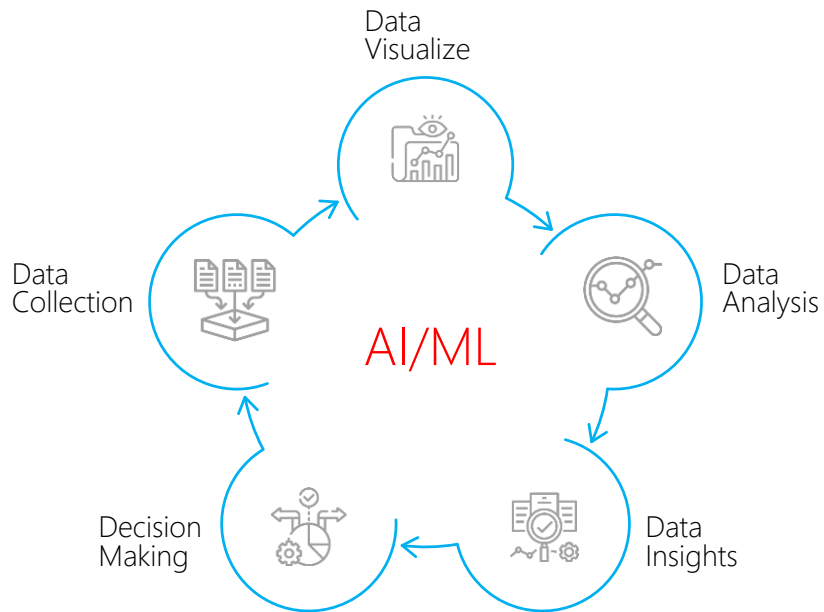 Data
Visualize
Data
Collection
Data
Analysis
AI/ML
Decision
Making
Data
Insights